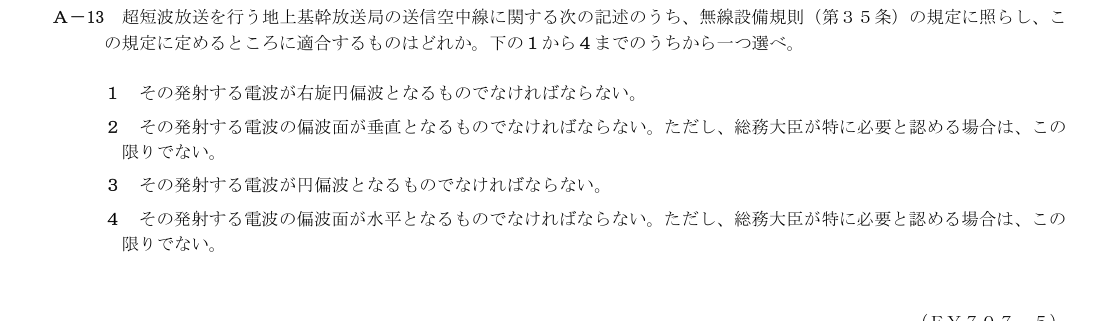 A－13　超短波放送を行う地上基幹放送局の送信空中線に関する次の記述のうち、無線設備規則（第３５条）の規定に照らし、こ
の規定に定めるところに適合するものはどれか。下の１から４までのうちから一つ選べ。
1　その発射する電波が右旋円偏波となるものでなければならない。
2　その発射する電波の偏波面が垂直となるものでなければならない。ただし、総務大臣が特に必要と認める場合は、この
限りでない。
3　その発射する電波が円偏波となるものでなければならない。
4　その発射する電波の偏波面が水平となるものでなければならない。ただし、総務大臣が特に必要と認める場合は、この
限りでない。